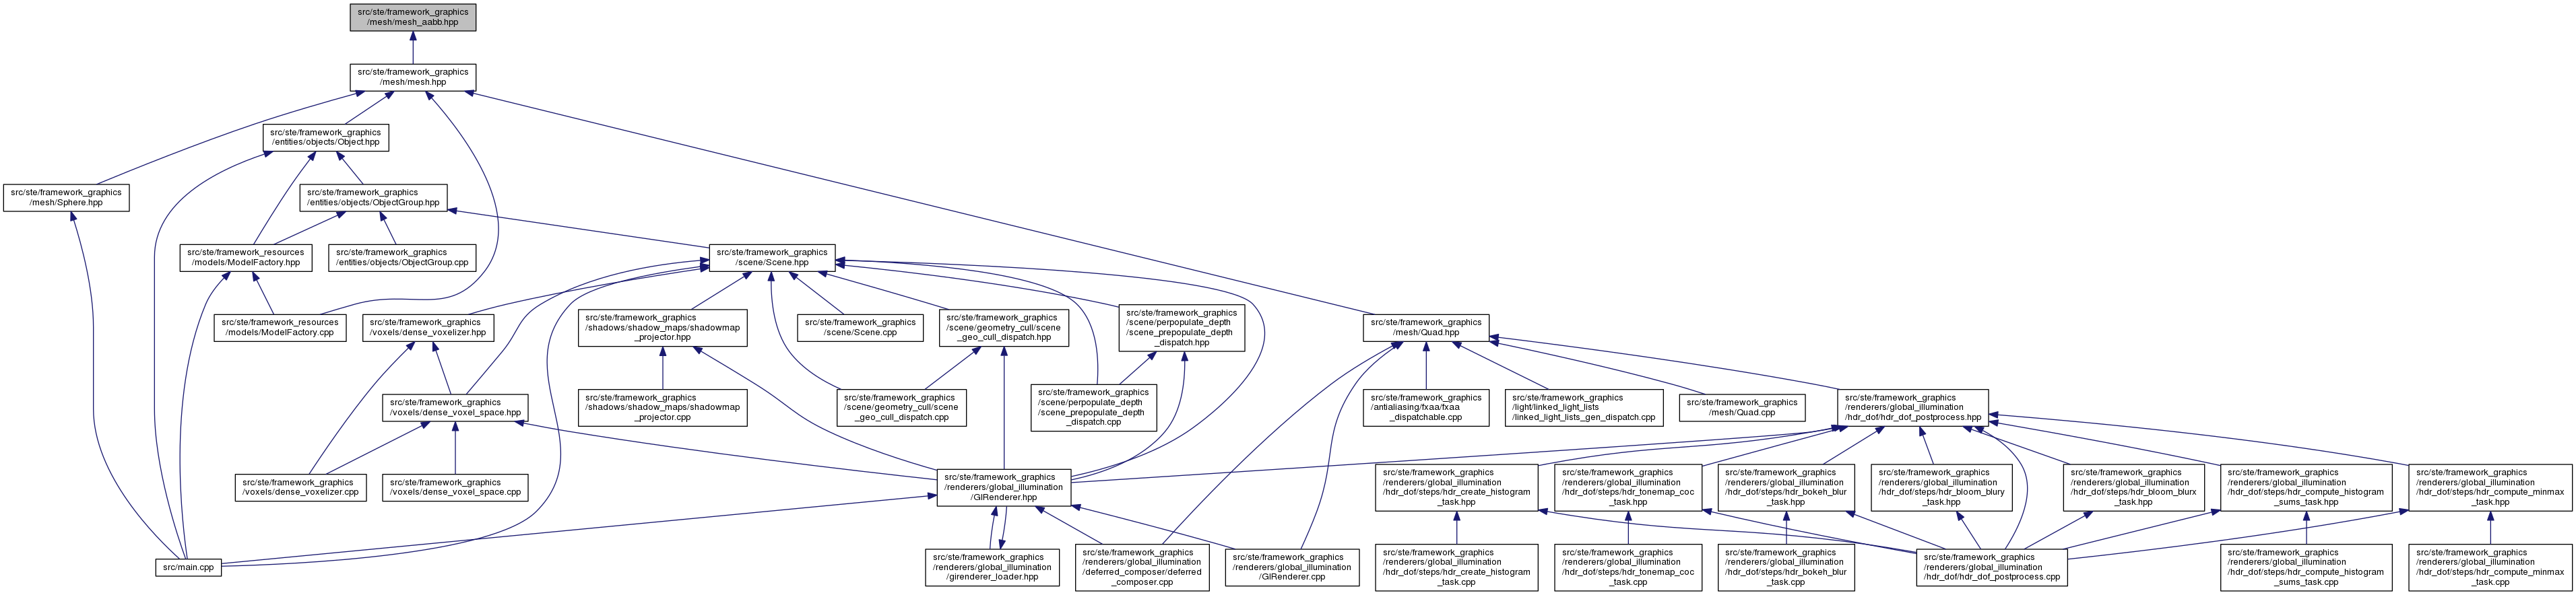 src/ste/framework_graphics
/mesh/mesh_aabb.hpp
src/ste/framework_graphics
/mesh/mesh.hpp
src/ste/framework_graphics
/entities/objects/Object.hpp
src/ste/framework_graphics
/mesh/Sphere.hpp
src/ste/framework_graphics
/entities/objects/ObjectGroup.hpp
src/ste/framework_resources
/models/ModelFactory.hpp
src/ste/framework_graphics
/entities/objects/ObjectGroup.cpp
src/ste/framework_graphics
/scene/Scene.hpp
src/ste/framework_resources
/models/ModelFactory.cpp
src/ste/framework_graphics
/voxels/dense_voxelizer.hpp
src/ste/framework_graphics
/shadows/shadow_maps/shadowmap
_projector.hpp
src/ste/framework_graphics
/scene/Scene.cpp
src/ste/framework_graphics
/scene/geometry_cull/scene
_geo_cull_dispatch.hpp
src/ste/framework_graphics
/scene/perpopulate_depth
/scene_prepopulate_depth
_dispatch.hpp
src/ste/framework_graphics
/mesh/Quad.hpp
src/ste/framework_graphics
/voxels/dense_voxel_space.hpp
src/ste/framework_graphics
/shadows/shadow_maps/shadowmap
_projector.cpp
src/ste/framework_graphics
/scene/geometry_cull/scene
_geo_cull_dispatch.cpp
src/ste/framework_graphics
/scene/perpopulate_depth
/scene_prepopulate_depth
_dispatch.cpp
src/ste/framework_graphics
/antialiasing/fxaa/fxaa
_dispatchable.cpp
src/ste/framework_graphics
/light/linked_light_lists
/linked_light_lists_gen_dispatch.cpp
src/ste/framework_graphics
/mesh/Quad.cpp
src/ste/framework_graphics
/renderers/global_illumination
/hdr_dof/hdr_dof_postprocess.hpp
src/ste/framework_graphics
/voxels/dense_voxelizer.cpp
src/ste/framework_graphics
/voxels/dense_voxel_space.cpp
src/ste/framework_graphics
/renderers/global_illumination
/GIRenderer.hpp
src/ste/framework_graphics
/renderers/global_illumination
/hdr_dof/steps/hdr_create_histogram
_task.hpp
src/ste/framework_graphics
/renderers/global_illumination
/hdr_dof/steps/hdr_tonemap_coc
_task.hpp
src/ste/framework_graphics
/renderers/global_illumination
/hdr_dof/steps/hdr_bokeh_blur
_task.hpp
src/ste/framework_graphics
/renderers/global_illumination
/hdr_dof/steps/hdr_bloom_blury
_task.hpp
src/ste/framework_graphics
/renderers/global_illumination
/hdr_dof/steps/hdr_bloom_blurx
_task.hpp
src/ste/framework_graphics
/renderers/global_illumination
/hdr_dof/steps/hdr_compute_histogram
_sums_task.hpp
src/ste/framework_graphics
/renderers/global_illumination
/hdr_dof/steps/hdr_compute_minmax
_task.hpp
src/main.cpp
src/ste/framework_graphics
/renderers/global_illumination
/girenderer_loader.hpp
src/ste/framework_graphics
/renderers/global_illumination
/deferred_composer/deferred
_composer.cpp
src/ste/framework_graphics
/renderers/global_illumination
/GIRenderer.cpp
src/ste/framework_graphics
/renderers/global_illumination
/hdr_dof/steps/hdr_create_histogram
_task.cpp
src/ste/framework_graphics
/renderers/global_illumination
/hdr_dof/steps/hdr_tonemap_coc
_task.cpp
src/ste/framework_graphics
/renderers/global_illumination
/hdr_dof/steps/hdr_bokeh_blur
_task.cpp
src/ste/framework_graphics
/renderers/global_illumination
/hdr_dof/hdr_dof_postprocess.cpp
src/ste/framework_graphics
/renderers/global_illumination
/hdr_dof/steps/hdr_compute_histogram
_sums_task.cpp
src/ste/framework_graphics
/renderers/global_illumination
/hdr_dof/steps/hdr_compute_minmax
_task.cpp